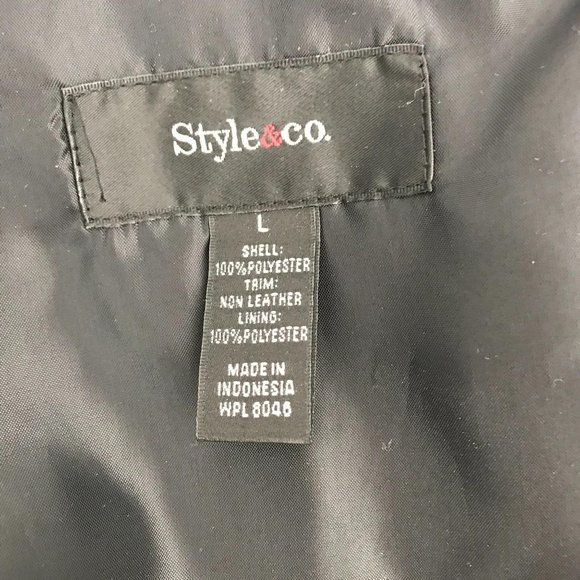 Style&co.
L
SHELL:
100%POLYESTER
TRIM:
NON LEATHER
LINING:
100%POLYESTER
MADE IN
INDONESIA
WPL 8046